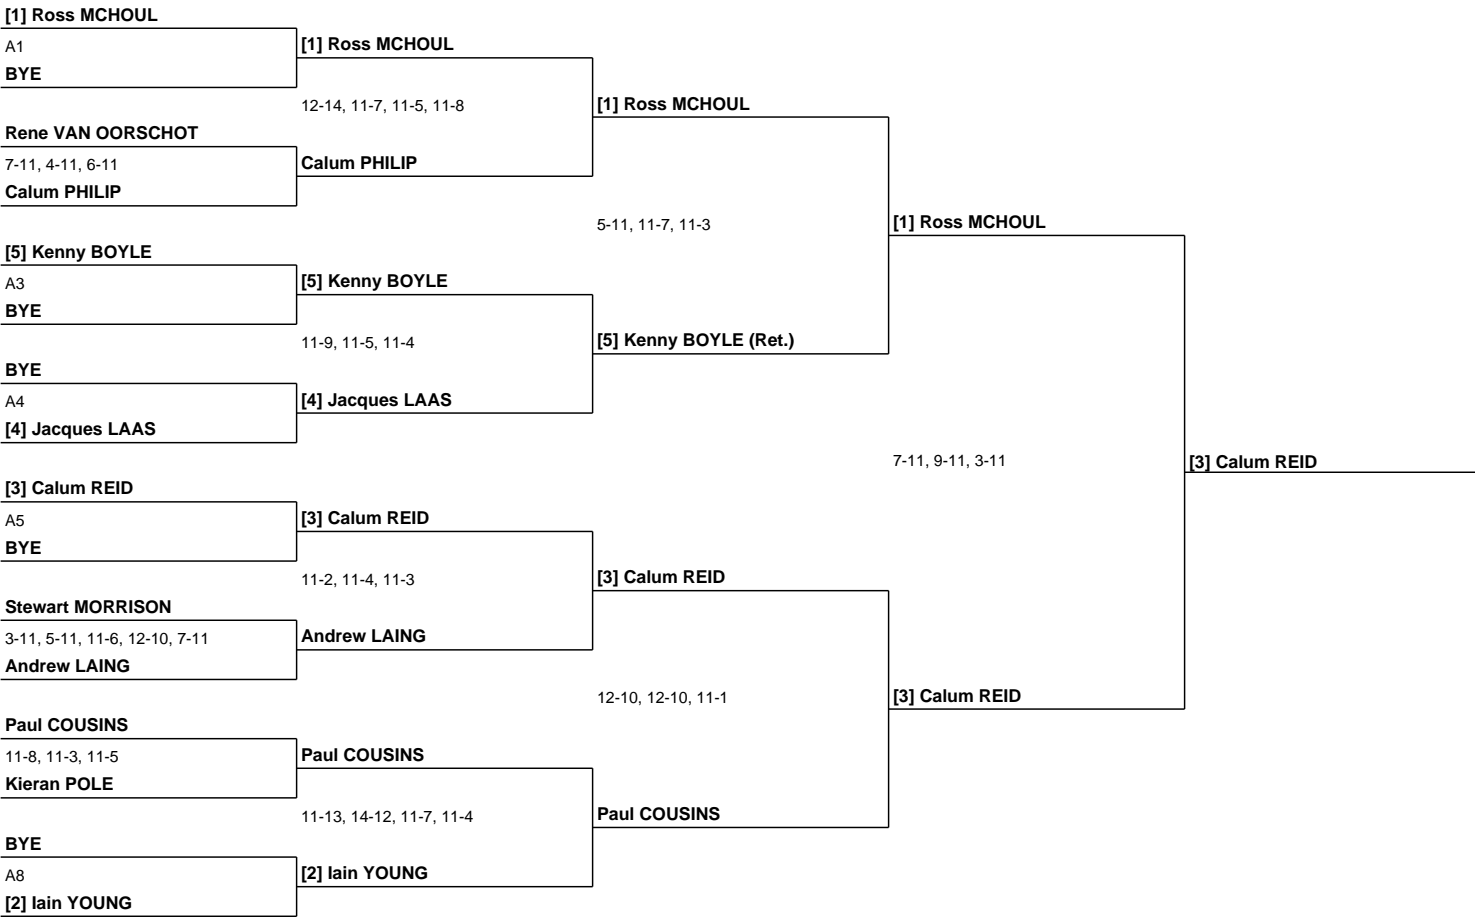 [1] Ross MCHOUL
A1
BYE
Rene VAN OORSCHOT
7-11, 4-11, 6-11
Calum PHILIP
[5] Kenny BOYLE
A3
BYE
BYE
A4
[4] Jacques LAAS
[3] Calum REID
A5
BYE
Stewart MORRISON
3-11, 5-11, 11-6, 12-10, 7-11
Andrew LAING
Paul COUSINS
11-8, 11-3, 11-5
Kieran POLE
BYE
A8
[2] Iain YOUNG
[1] Ross MCHOUL
12-14, 11-7, 11-5, 11-8
Calum PHILIP
[5] Kenny BOYLE
11-9, 11-5, 11-4
[4] Jacques LAAS
[3] Calum REID
11-2, 11-4, 11-3
Andrew LAING
Paul COUSINS
11-13, 14-12, 11-7, 11-4
[2] Iain YOUNG
[1] Ross MCHOUL
5-11, 11-7, 11-3
[5] Kenny BOYLE (Ret.)
[3] Calum REID
12-10, 12-10, 11-1
Paul COUSINS
[1] Ross MCHOUL
7-11, 9-11, 3-11
[3] Calum REID
[3] Calum REID